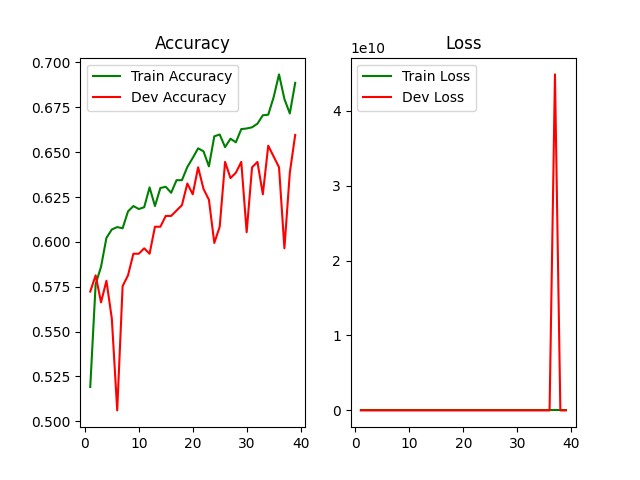 Accuracy
0.700
0.675
0.650
0.625
0.600
0.575
0.550
0.525
0.500
0 10 20 30 40
Train Accuracy
Dev Accuracy
Loss
1e10
4
3
2
1
0
0 10 20 30 40
Train Loss
Dev Loss